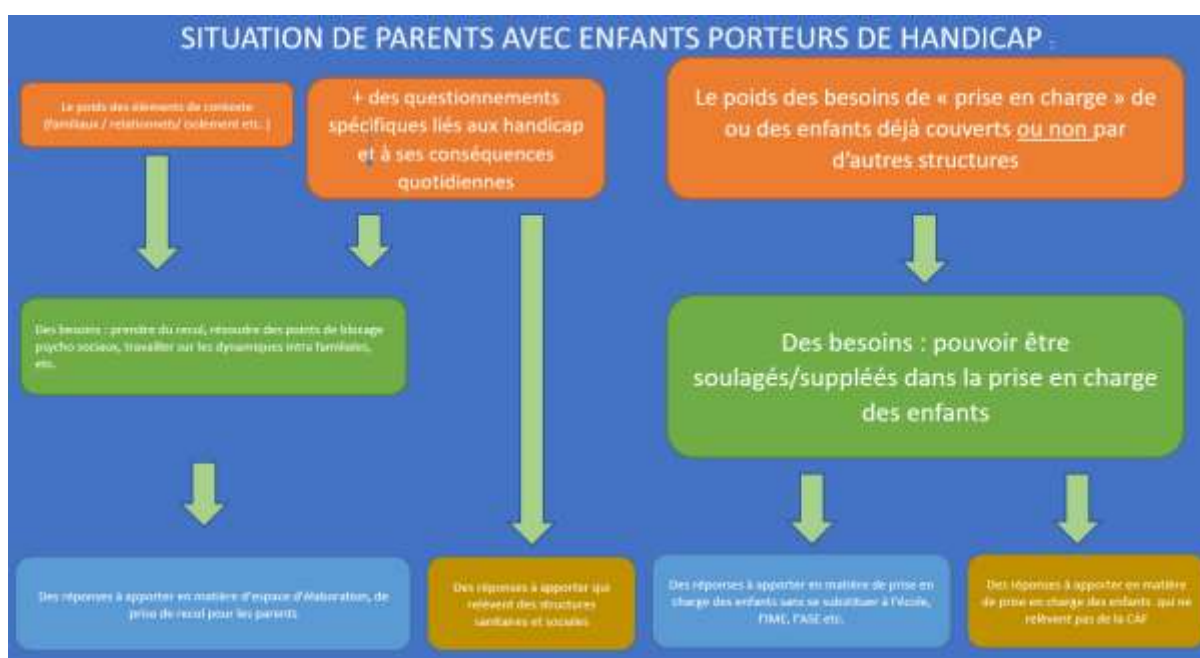 SITUATION DE PARENTS AVEC ENFANTS PORTEURS DE HANDICAP :
Le poids des éléments de contexte
(familiaux / relationnels/ isolement etc. )
+ des questionnements
spécifiques liés aux handicap
et à ses conséquences
quotidiennes
Le poids des besoins de « prise en charge » de
ou des enfants déjà couverts ou non par
d'autres structures
Des besoins : prendre du recul, résoudre des points de blocage
psycho sociaux, travailler sur les dynamiques intra familiales,
etc.
Des besoins : pouvoir être
soulagés/suppléés dans la prise en charge
des enfants
Des réponses à apporter en matière d'espace d'élaboration, de
prise de recul pour les parents
Des réponses à apporter qui
relèvent des structures
sanitaires et sociales
Des réponses à apporter en matière de prise en
charge des enfants sans se substituer à l'école,
l'IME, l'ASE etc.
Des réponses à apporter en matière
de prise en charge des enfants qui ne
relèvent pas de la CAF